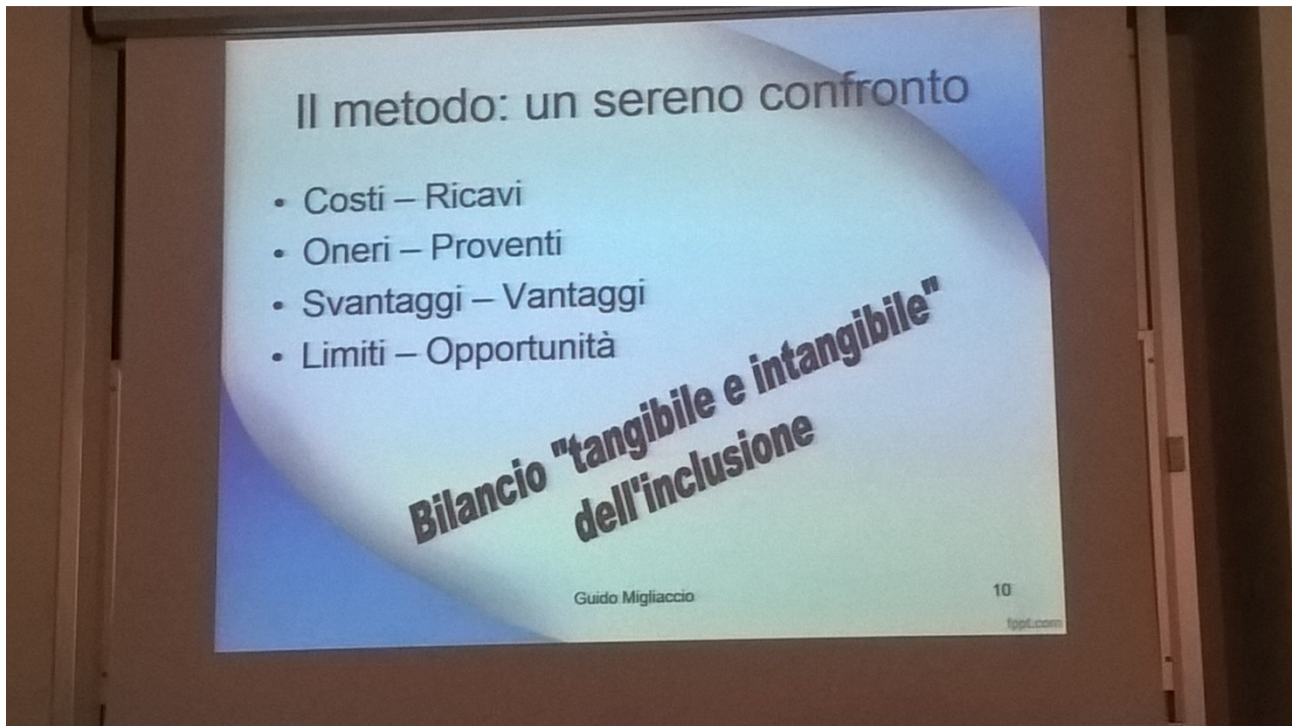 Il metodo: un sereno confronto
• Costi – Ricavi
• Oneri – Proventi
• Svantaggi – Vantaggi
• Limiti – Opportunità
Bilancio "tangibile e intangibile"
dell'inclusione
Guido Migliaccio
10
fppt.com